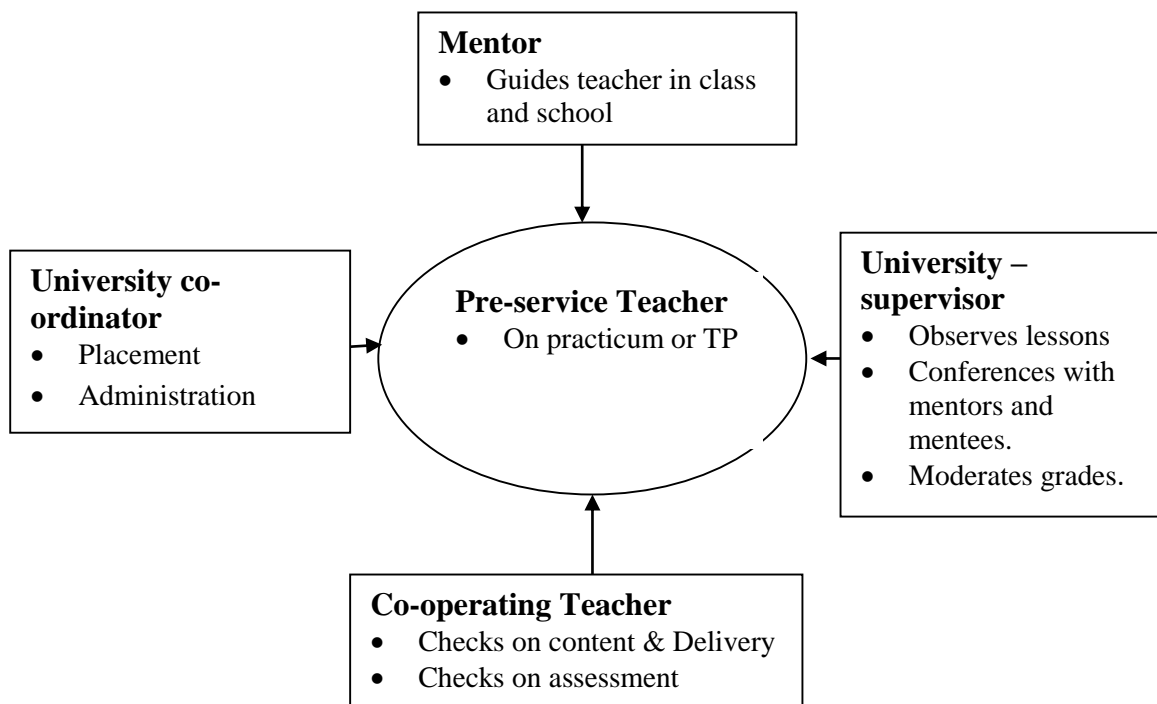 Mentor
• Guides teacher in class
and school
University co-
ordinator
• Placement
• Administration
Pre-service Teacher
• On practicum or TP
University –
supervisor
• Observes lessons
• Conferences with
mentors and
mentees.
• Moderates grades.
Co-operating Teacher
• Checks on content & Delivery
• Checks on assessment